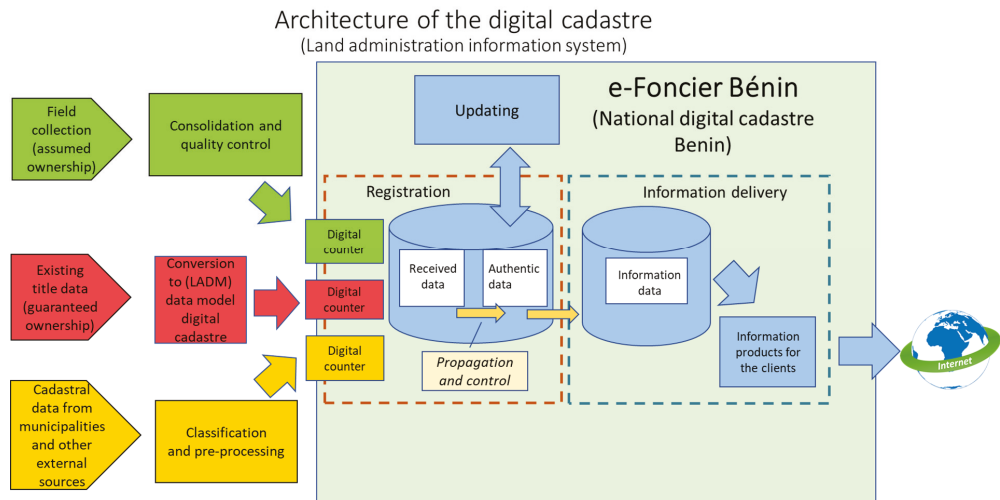 Architecture of the digital cadastre
(Land administration information system)
e-Foncier Bénin
(National digital cadastre
Benin)
Updating
Field
collection
(assumed
ownership)
Consolidation and
quality control
Registration
Information delivery
Digital
counter
Existing
title data
(guaranteed
ownership)
Conversion
to (LADM)
data model
digital
cadastre
Digital
counter
Received
data
Authentic
data
Information
data
Digital
counter
Propagation
and control
Information
products for
the clients
Internet
Cadastral
data from
municipalities
and other
external
sources
Classification
and pre-processing